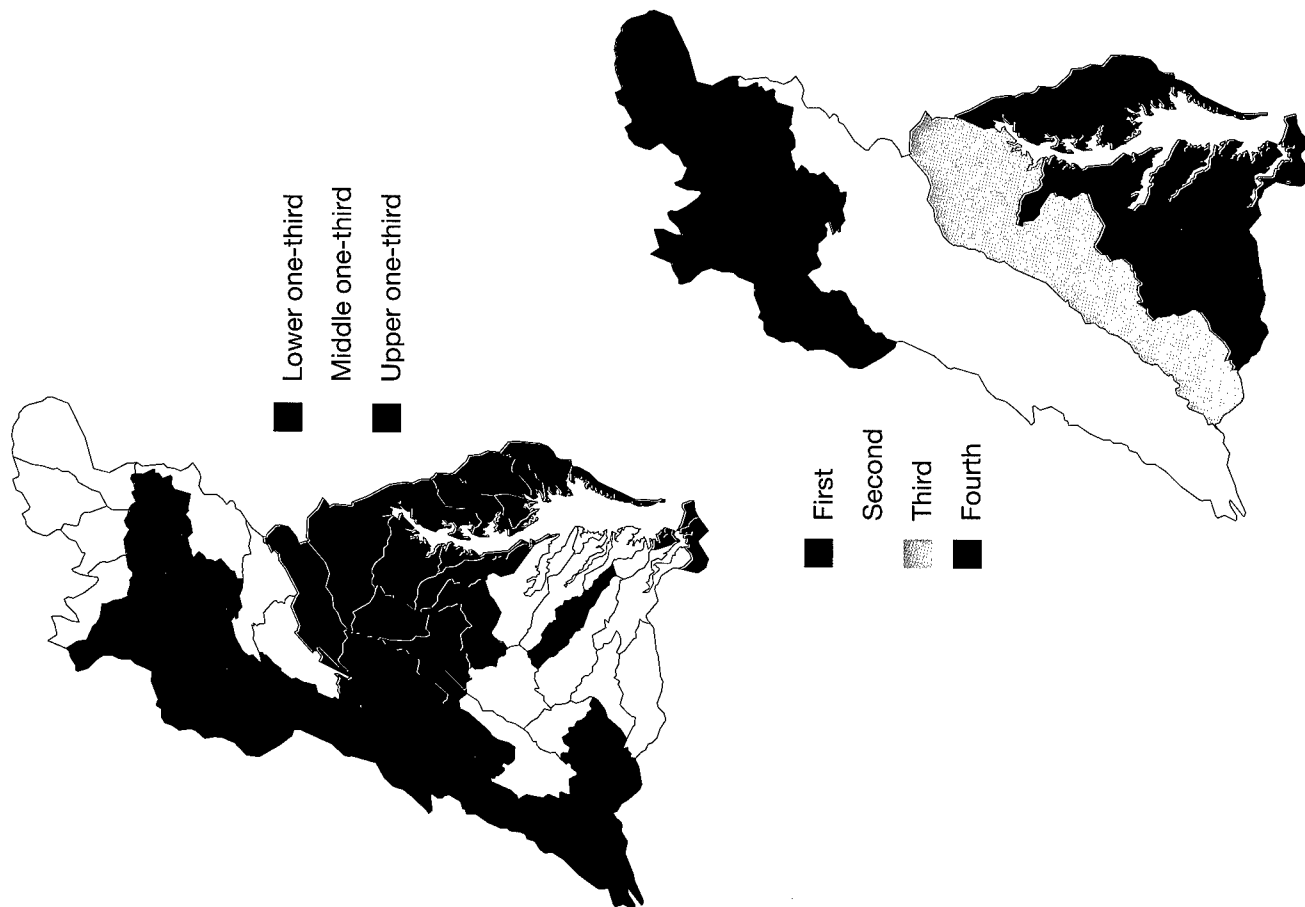 Lower one-third
Middle one-third
Upper one-third
First
Second
Third
Fourth